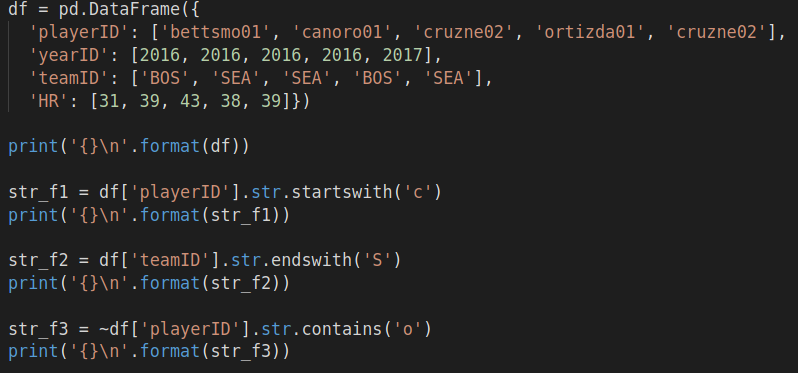 df = pd.DataFrame({
  'playerID': ['bettsmo01', 'canoro01', 'cruzne02', 'ortizda01', 'cruzne02'],
  'yearID': [2016, 2016, 2016, 2016, 2017],
  'teamID': ['BOS', 'SEA', 'SEA', 'BOS', 'SEA'],
  'HR': [31, 39, 43, 38, 39]})

print('{}\n'.format(df))

str_f1 = df['playerID'].str.startswith('c')
print('{}\n'.format(str_f1))

str_f2 = df['teamID'].str.endswith('S')
print('{}\n'.format(str_f2))

str_f3 = ~df['playerID'].str.contains('o')
print('{}\n'.format(str_f3))